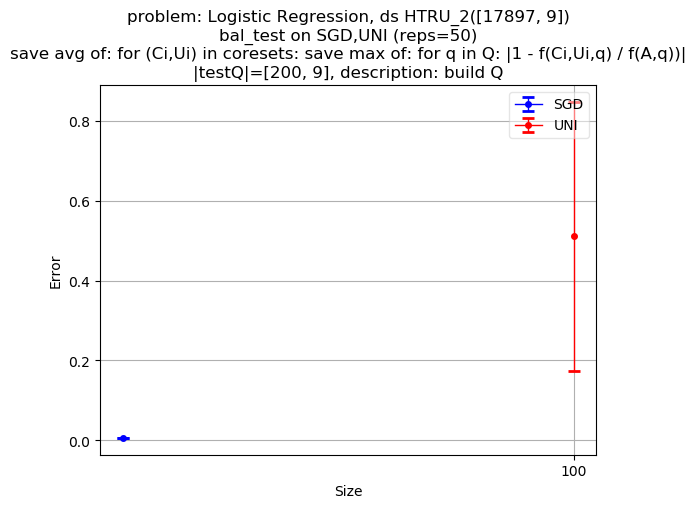 problem: Logistic Regression, ds HTRU_2([17897, 9])
bal_test on SGD,UNI (reps=50)
save avg of: for (Ci,Ui) in coresets: save max of: for q in Q: |1 - f(Ci,Ui,q) / f(A,q))|
|testQ|=[200, 9], description: build Q
SGD
UNI
0.8
0.6
0.4
0.2
0.0
Error
100
Size